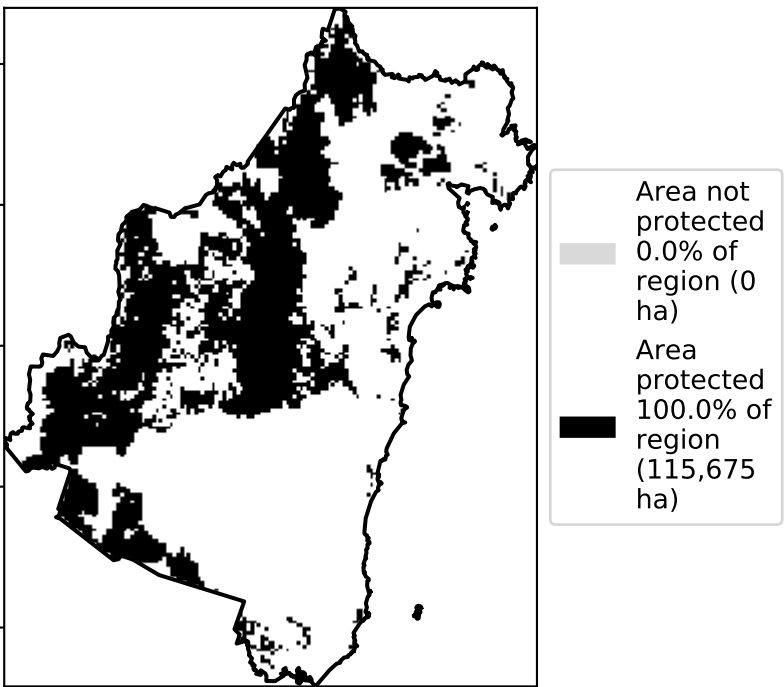 Area not
protected
0.0% of
region (0
ha)
Area
protected
100.0% of
region
(115,675
ha)